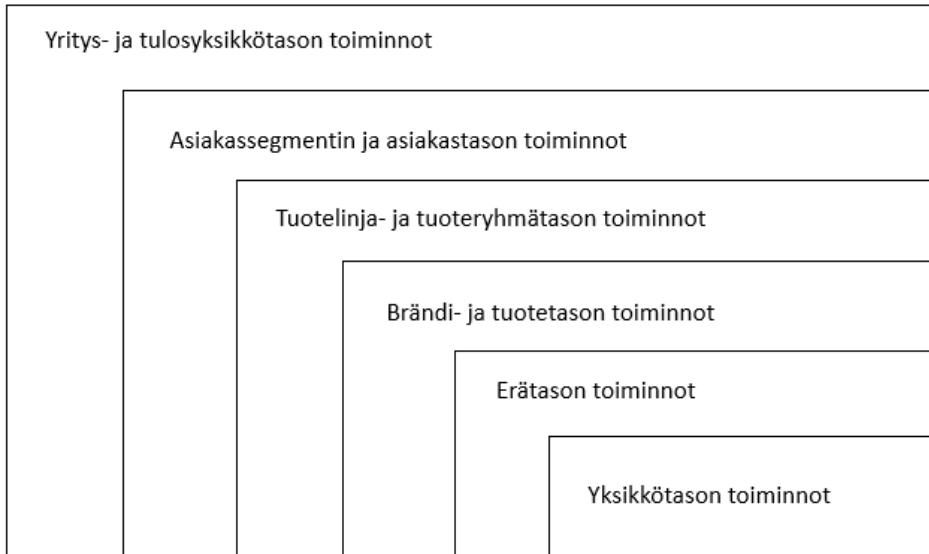 Yritys- ja tulosyksikkötason toiminnot
Asiakassegmentin ja asiakastason toiminnot
Tuotelinja- ja tuoteryhmätason toiminnot
Brändi- ja tuotetason toiminnot
Erätason toiminnot
Yksikkötason toiminnot